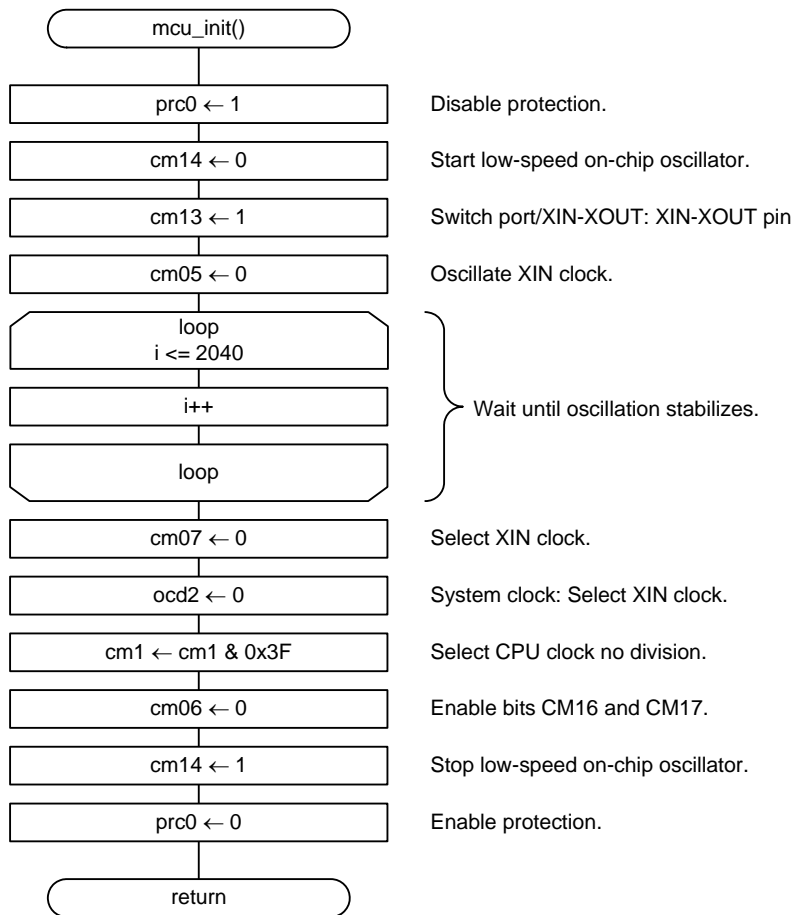 mcu_init()
prc0 ← 1 Disable protection.
cm14 ← 0 Start low-speed on-chip oscillator.
cm13 ← 1 Switch port/XIN-XOUT: XIN-XOUT pin
cm05 ← 0 Oscillate XIN clock.
loop
i <= 2040
i++ Wait until oscillation stabilizes.
loop
cm07 ← 0 Select XIN clock.
ocd2 ← 0 System clock: Select XIN clock.
cm1 ← cm1 & 0x3F Select CPU clock no division.
cm06 ← 0 Enable bits CM16 and CM17.
cm14 ← 1 Stop low-speed on-chip oscillator.
prc0 ← 0 Enable protection.
return